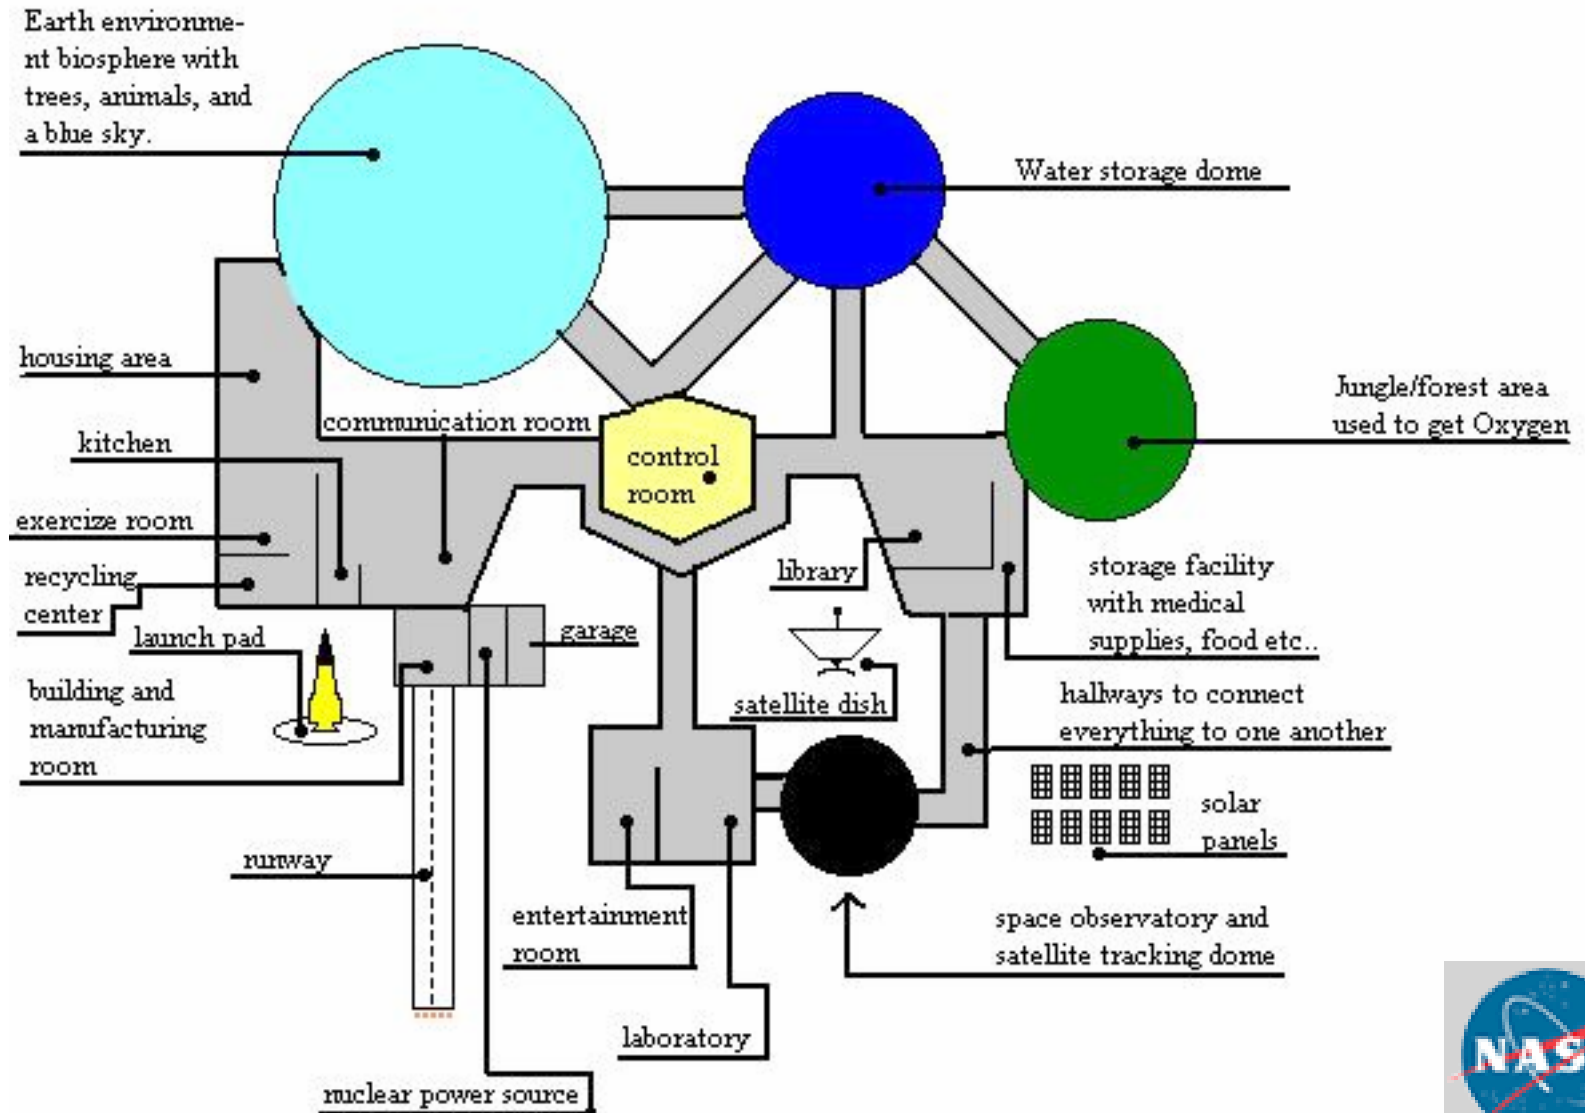 Earth environme-
nt biosphere with
trees, animals, and
a blue sky.
Water storage dome
housing area
Jungle/forest area
used to get Oxygen
communication room
kitchen
control
room
exercize room
recycling
center
library
storage facility
with medical
supplies, food etc..
launch pad
garage
building and
manufacturing
room
satellite dish
hallways to connect
everything to one another
solar
panels
runway
entertainment
room
space observatory and
satellite tracking dome
laboratory
nuclear power source
NAS